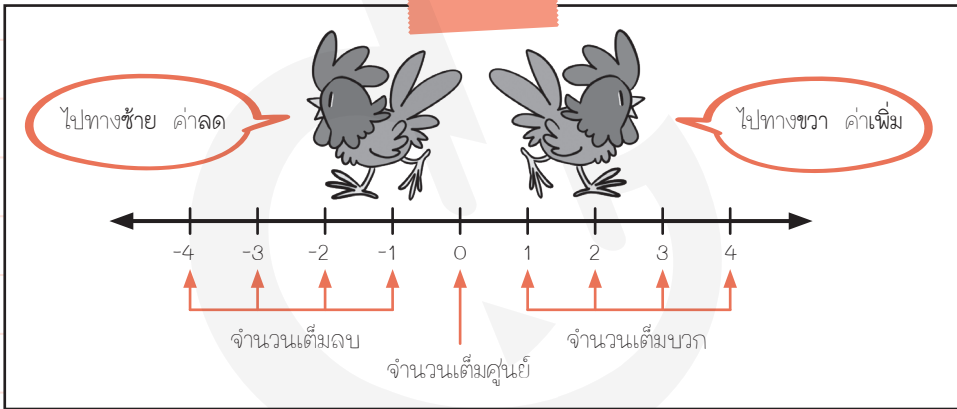 ไปทางซ้าย ค่าลด
ไปทางขวา ค่าเพิ่ม
-4 -3 -2 -1 0 1 2 3 4
จำนวนเต็มลบ จำนวนเต็มบวก
จำนวนเต็มศูนย์